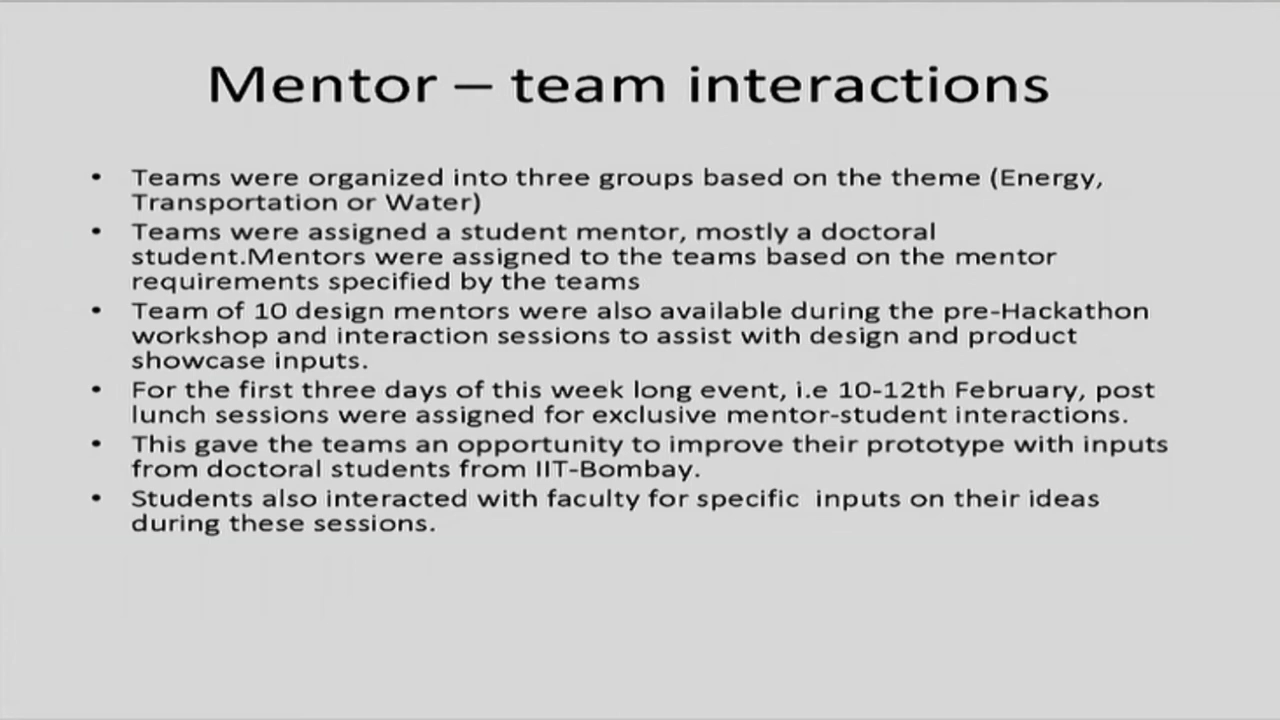 Mentor – team interactions
• Teams were organized into three groups based on the theme (Energy,
Transportation or Water)
• Teams were assigned a student mentor, mostly a doctoral
student.Mentors were assigned to the teams based on the mentor
requirements specified by the teams
• Team of 10 design mentors were also available during the pre-Hackathon
workshop and interaction sessions to assist with design and product
showcase inputs.
• For the first three days of this week long event, i.e 10-12th February, post
lunch sessions were assigned for exclusive mentor-student interactions.
• This gave the teams an opportunity to improve their prototype with inputs
from doctoral students from IIT-Bombay.
• Students also interacted with faculty for specific  inputs on their ideas
during these sessions.